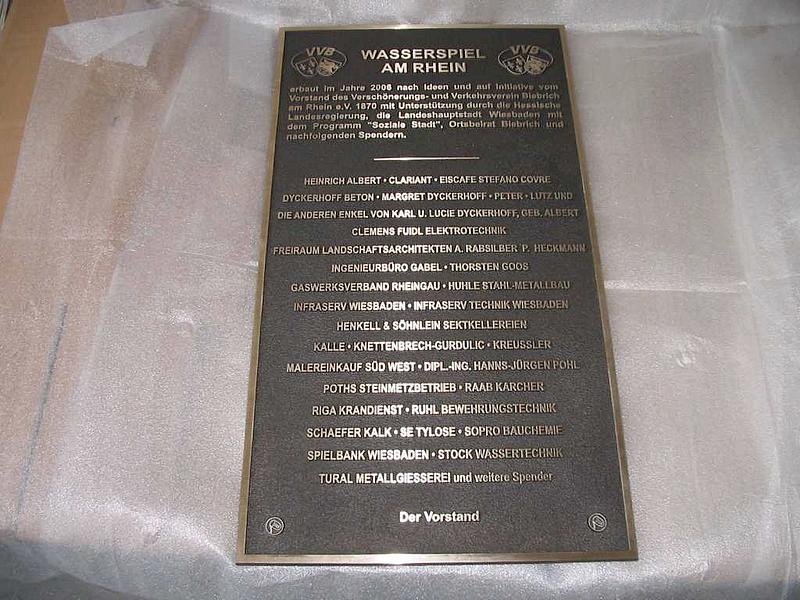 VVB VVB
WASSERSPIEL
AM RHEIN
erbaut im Jahre 2006 nach Ideen und auf Initiative vom
Vorstand des Verschönerungs- und Verkehrsverein Biebrich
am Rhein e.V. 1870 mit Unterstützung durch die Hessische
Landesregierung, die Landeshauptstadt Wiesbaden mit
dem Programm "Soziale Stadt", Ortsbeirat Biebrich und
nachfolgenden Spendern.
HEINRICH ALBERT • CLARIANT • EISCAFE STEFANO COVRE
DYCKERHOFF BETON • MARGRET DYCKERHOFF • PETER • LUTZ UND
DIE ANDEREN ENKEL VON KARL U. LUCIE DYCKERHOFF, GEB. ALBERT
CLEMENS FUIDL ELEKTROTECHNIK
FREIRAUM LANDSCHAFTSARCHITEKTEN A. RABSILBER P. HECKMANN
INGENIEURBÜRO GABEL • THORSTEN GOOS
GASWERKSVERBAND RHEINGAU • HUHLE STAHL-METALLBAU
INFRASERV WIESBADEN • INFRASERV TECHNIK WIESBADEN
HENKELL & SÖHNLEIN SEKTKELLEREIEN
KALLE • KNETTENBRECH-GURDULIC • KREUSSLER
MALEREINKAUF SÜD WEST • DIPL.-ING. HANNS-JÜRGEN POHL
POTHS STEINMETZBETRIEB • RAAB KARCHER
RIGA KRANDIENST • RUHL BEWEHRUNGSTECHNIK
SCHAEFER KALK • SE TYLOSE • SOPRO BAUCHEMIE
SPIELBANK WIESBADEN • STOCK WASSERTECHNIK
TURAL METALLGIESSEREI und weitere Spender
Der Vorstand